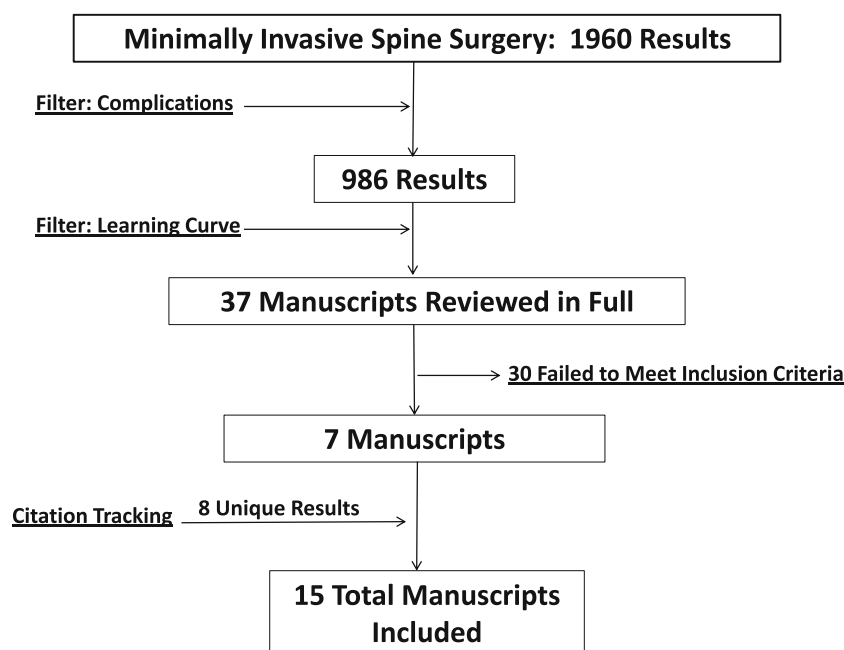 Minimally Invasive Spine Surgery: 1960 Results
Filter: Complications
986 Results
Filter: Learning Curve
37 Manuscripts Reviewed in Full
30 Failed to Meet Inclusion Criteria
7 Manuscripts
8 Unique Results
Citation Tracking
15 Total Manuscripts
Included